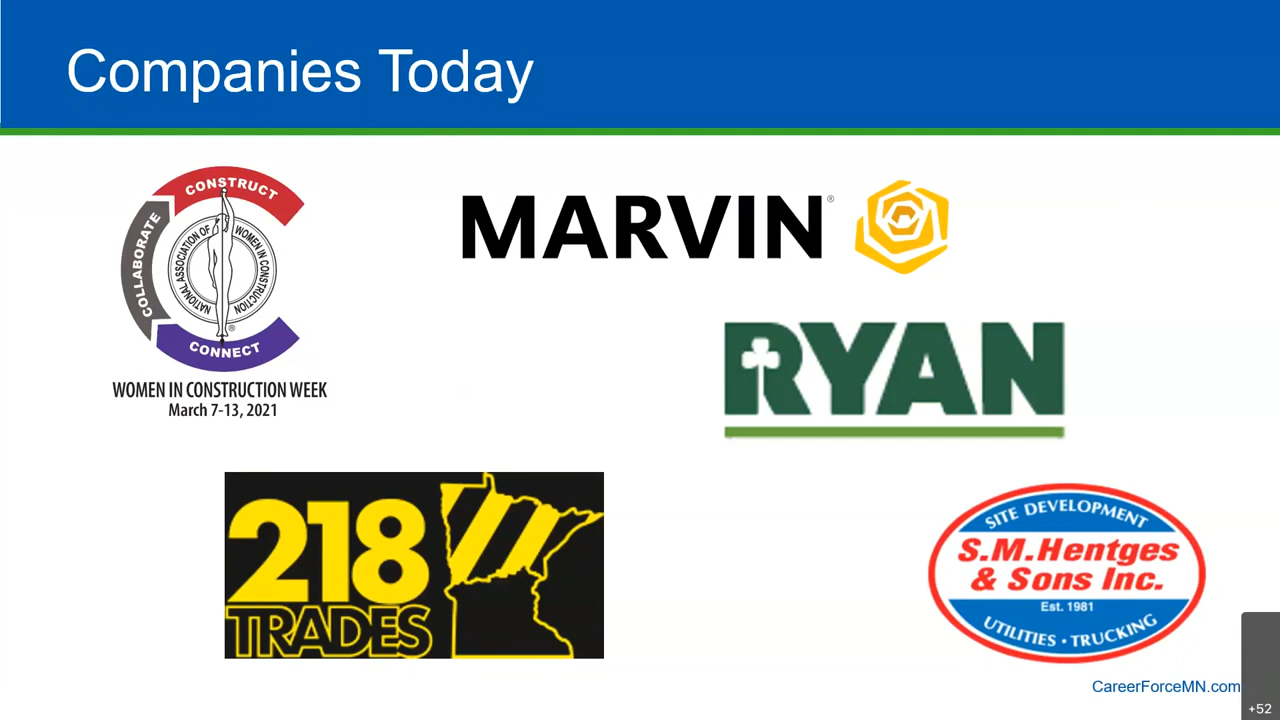 Companies Today
CONSTRUCT
COLLABORATE
NATIONAL ASSOCIATION OF WOMEN IN CONSTRUCTION
®
CONNECT
WOMEN IN CONSTRUCTION WEEK
March 7-13, 2021
MARVIN®
RYAN
218
TRADES
SITE DEVELOPMENT
S.M.Hentges
& Sons Inc.
Est. 1981
UTILITIES • TRUCKING
CareerForceMN.com
+52